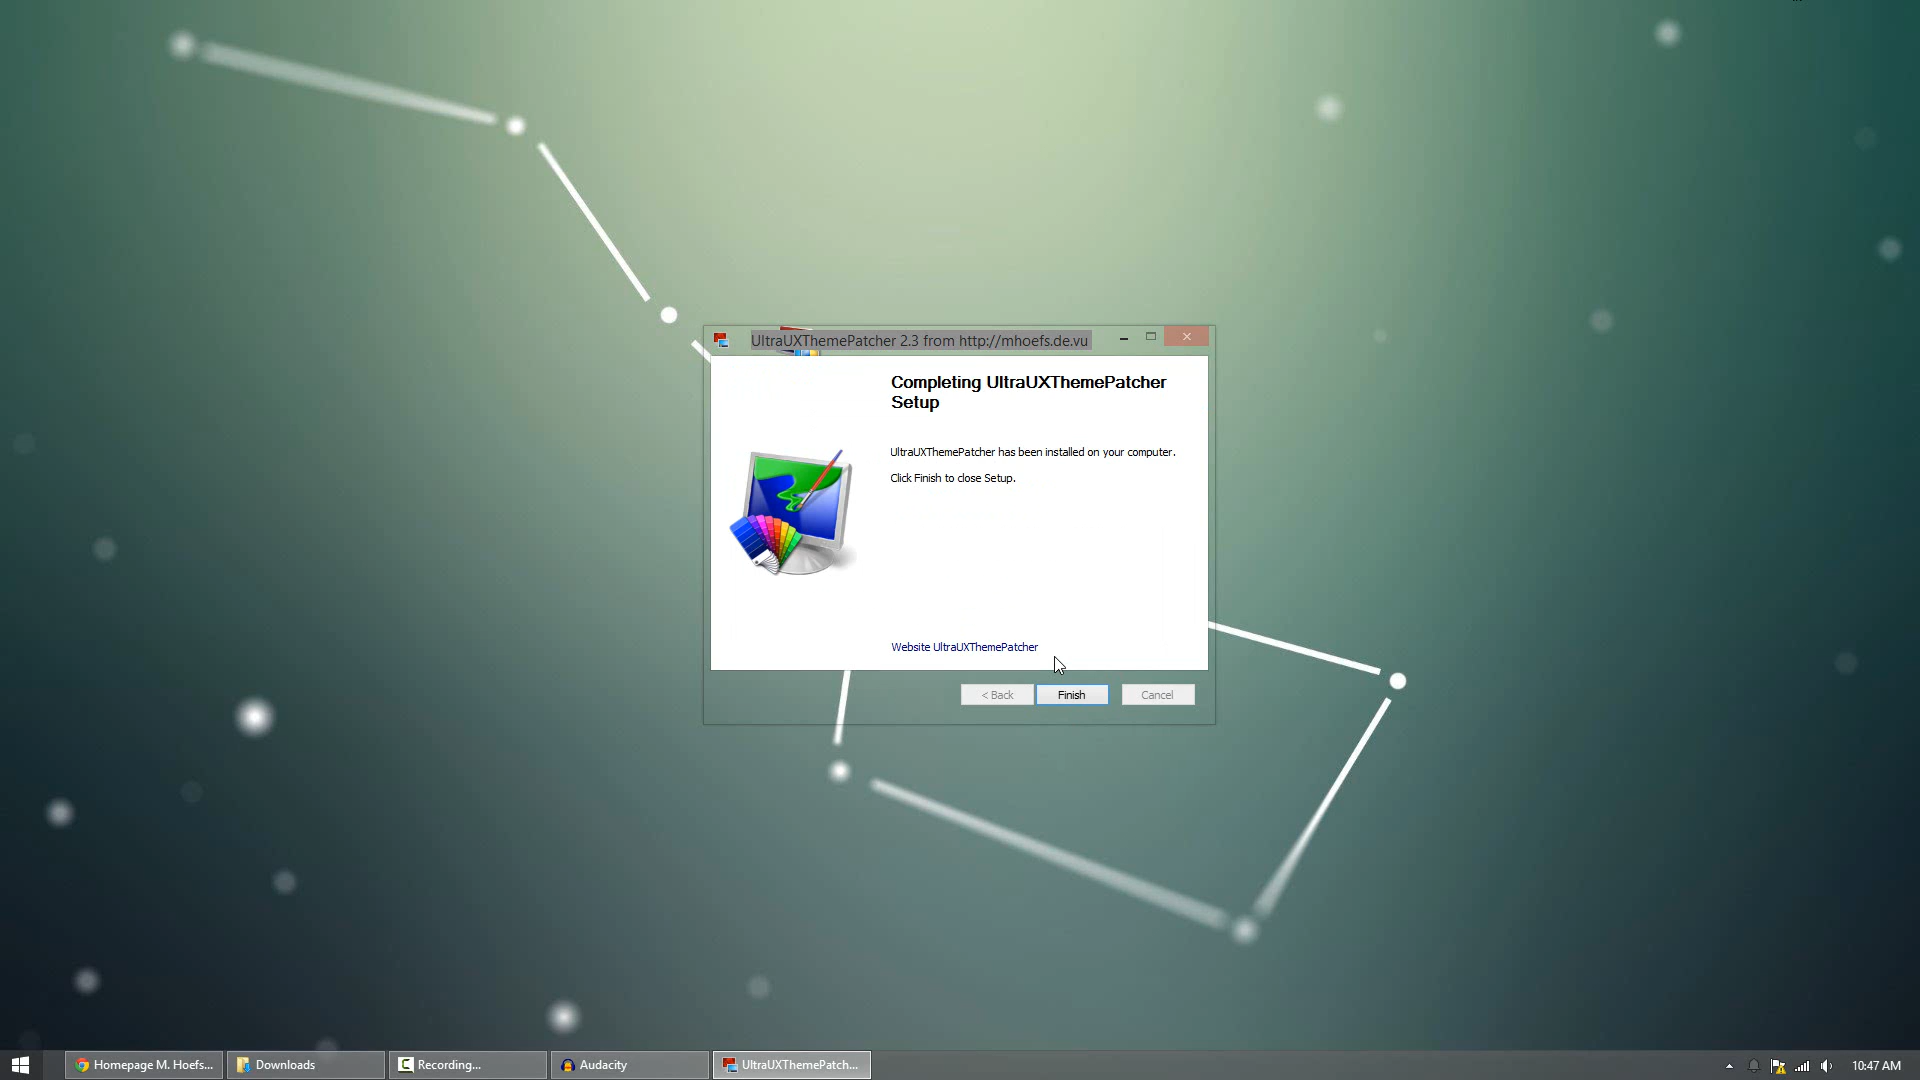 UltraUXThemePatcher 2.3 from http://mhoefs.de.vu
Completing UltraUXThemePatcher
Setup
UltraUXThemePatcher has been installed on your computer.
Click Finish to close Setup.
Website UltraUXThemePatcher
< Back
Finish
Cancel
Homepage M. Hoefs...
Downloads
Recording...
Audacity
UltraUXThemePatch...
10:47 AM